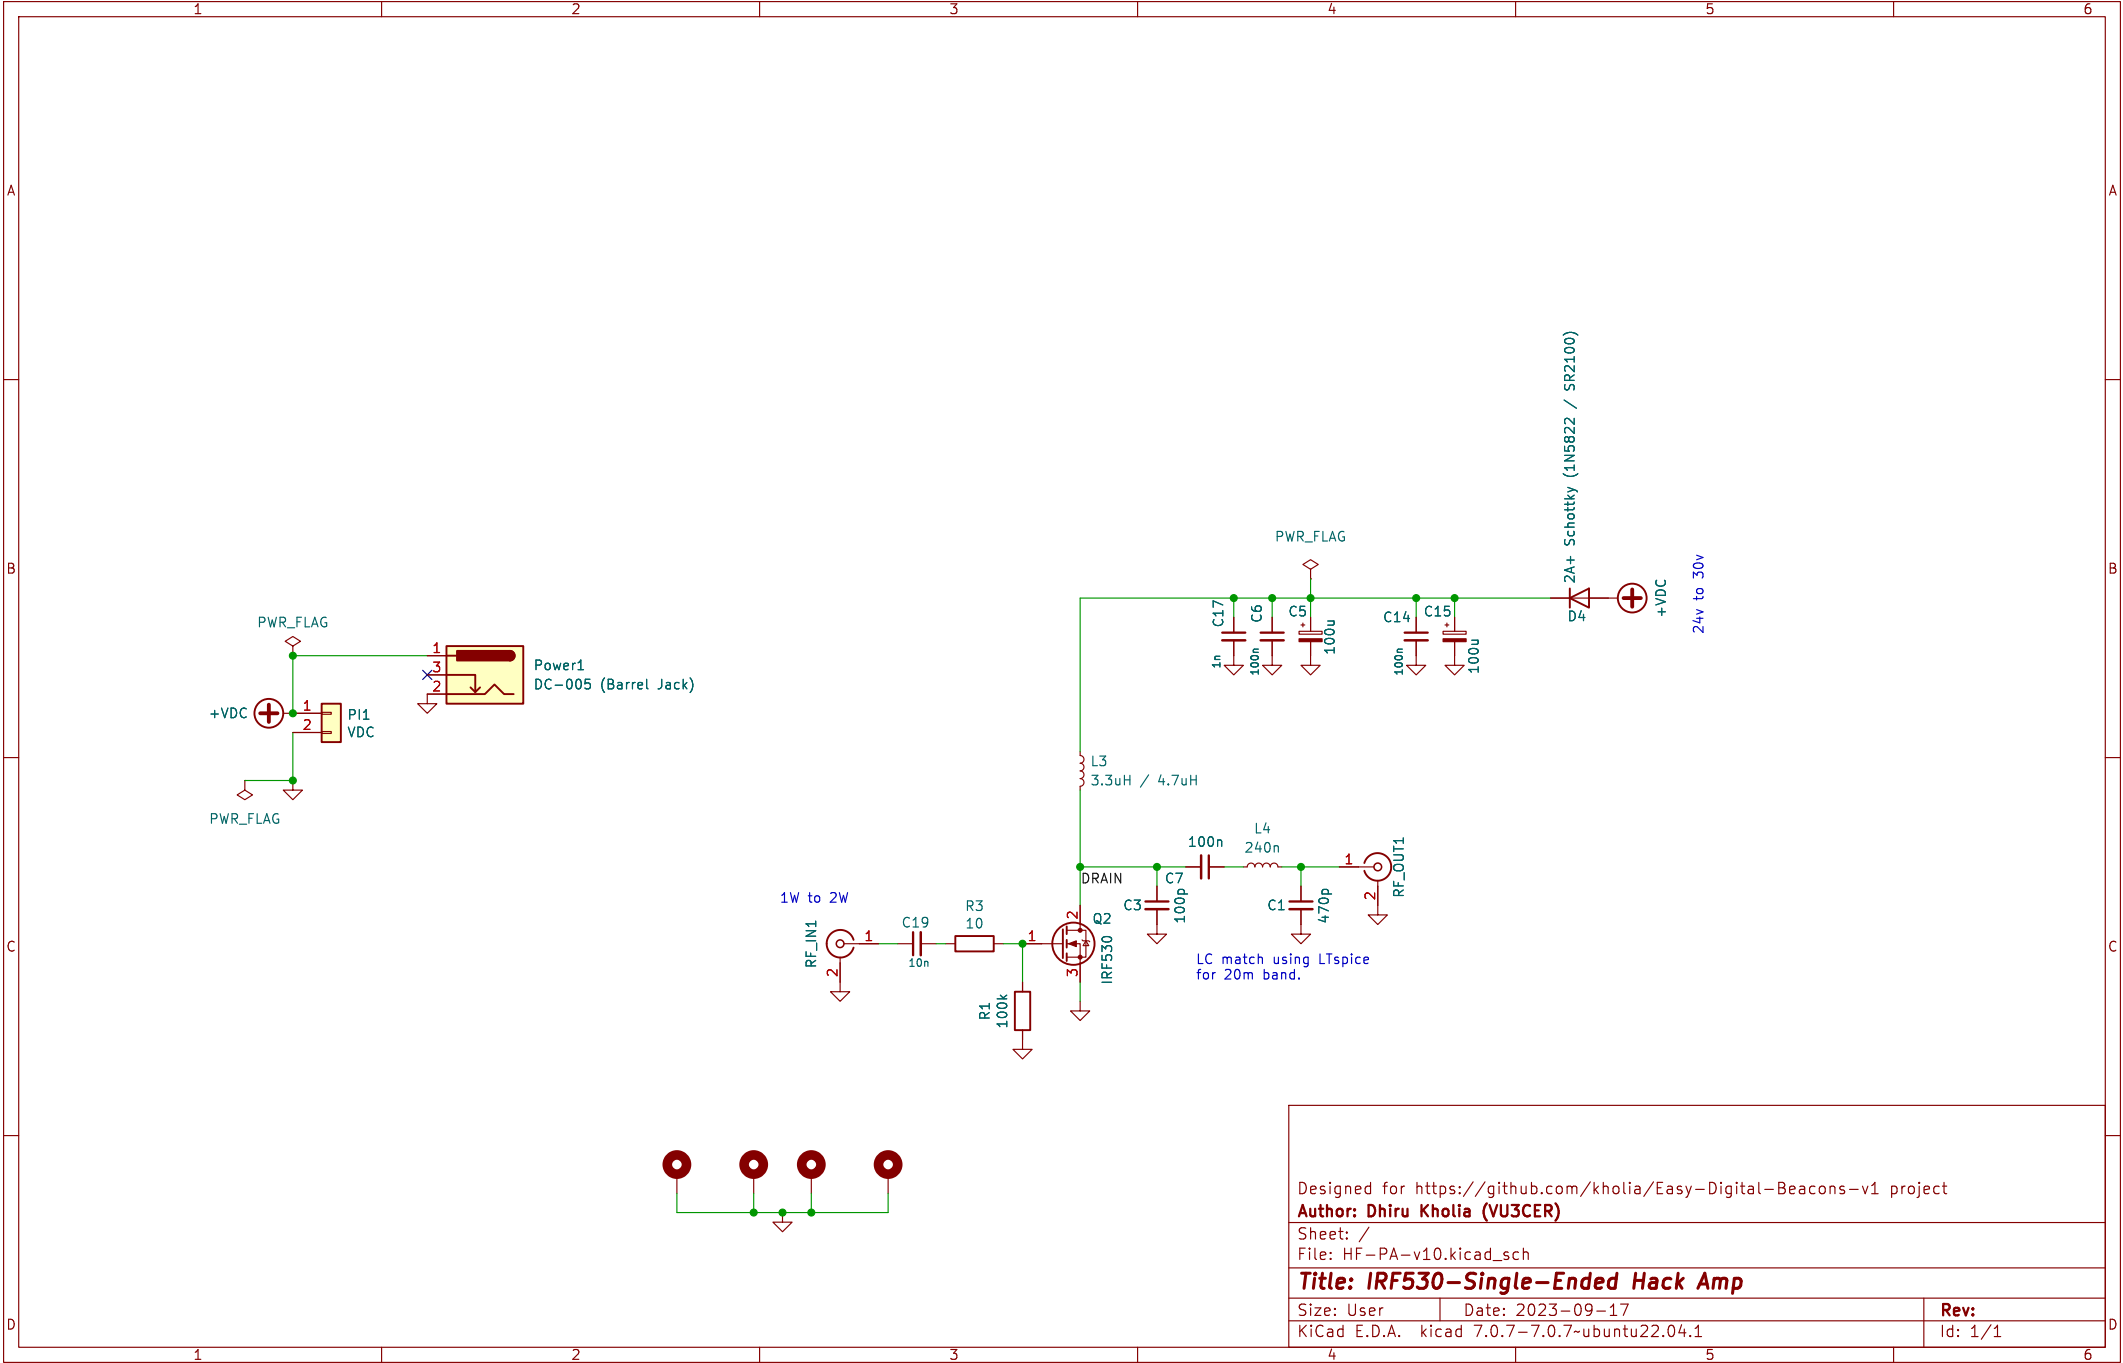 1 2 3 4 5 6
A A
B B
C C
D D
PWR_FLAG
+VDC
1
2
PI1
VDC
PWR_FLAG
1
3
2
Power1
DC-005 (Barrel Jack)
2A+ Schottky (1N5822 / SR2100)
D4
+VDC
24v to 30v
PWR_FLAG
C17
1n
C6
100n
C5
100u
C14
100n
C15
100u
L3
3.3uH / 4.7uH
DRAIN
100n
C7
L4
240n
C3
100p
C1
470p
1
2
RF_OUT1
LC match using LTspice
for 20m band.
1W to 2W
RF_IN1
1
2
C19
10n
R3
10
R1
100k
1
2
3
Q2
IRF530
Designed for https://github.com/kholia/Easy-Digital-Beacons-v1 project
Author: Dhiru Kholia (VU3CER)
Sheet: /
File: HF-PA-v10.kicad_sch
Title: IRF530-Single-Ended Hack Amp
Size: User Date: 2023-09-17 Rev:
KiCad E.D.A. kicad 7.0.7-7.0.7~ubuntu22.04.1 Id: 1/1
1 2 3 4 5 6